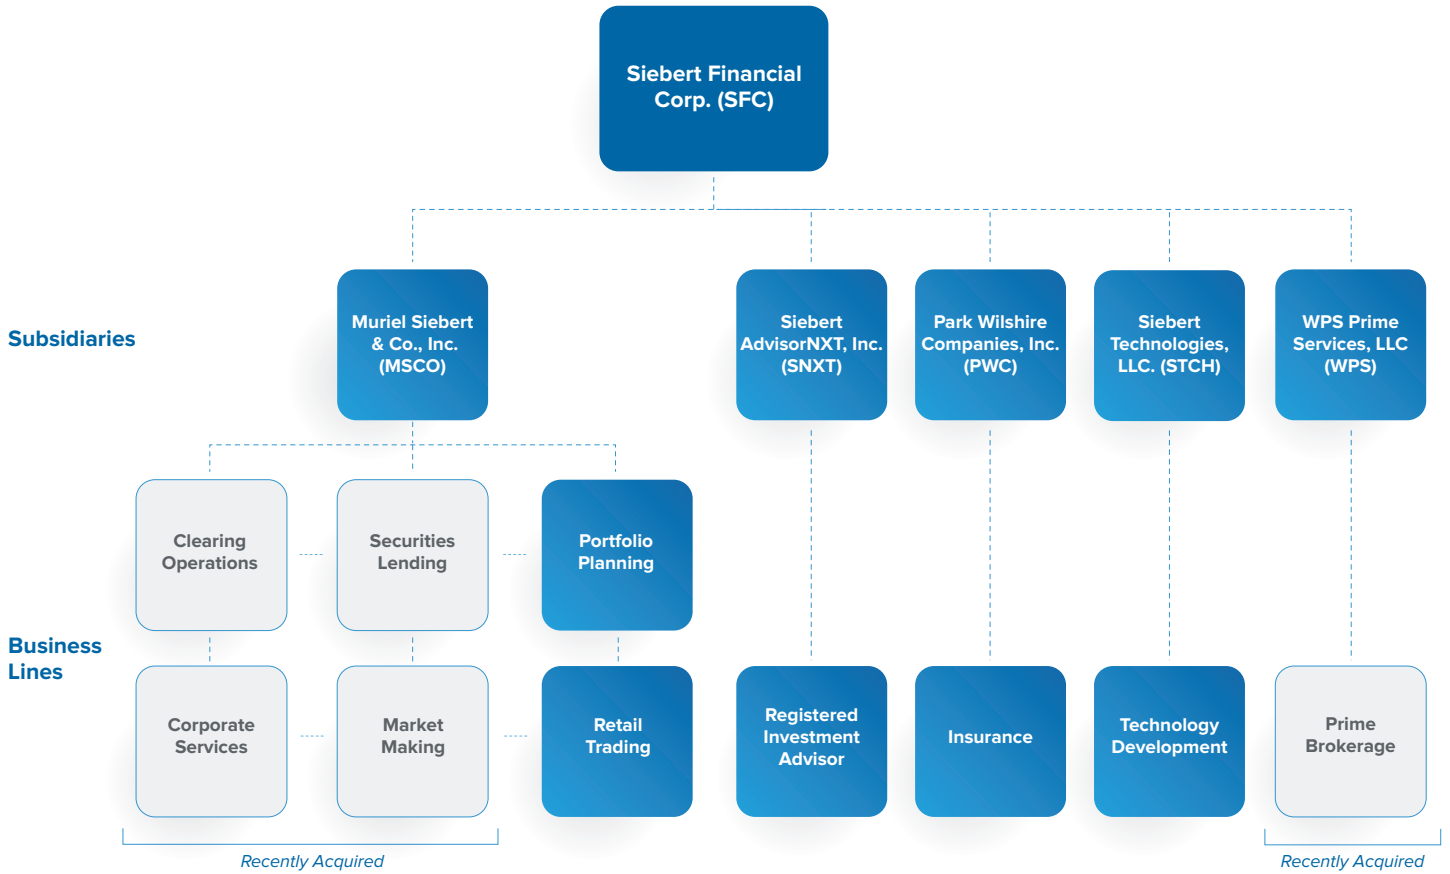 Siebert Financial
Corp. (SFC)
Subsidiaries
Muriel Siebert
& Co., Inc.
(MSCO)
Siebert
AdvisorNXT, Inc.
(SNXT)
Park Wilshire
Companies, Inc.
(PWC)
Siebert
Technologies,
LLC. (STCH)
WPS Prime
Services, LLC
(WPS)
Business
Lines
Clearing
Operations
Securities
Lending
Portfolio
Planning
Corporate
Services
Market
Making
Retail
Trading
Registered
Investment
Advisor
Insurance
Technology
Development
Prime
Brokerage
Recently Acquired
Recently Acquired